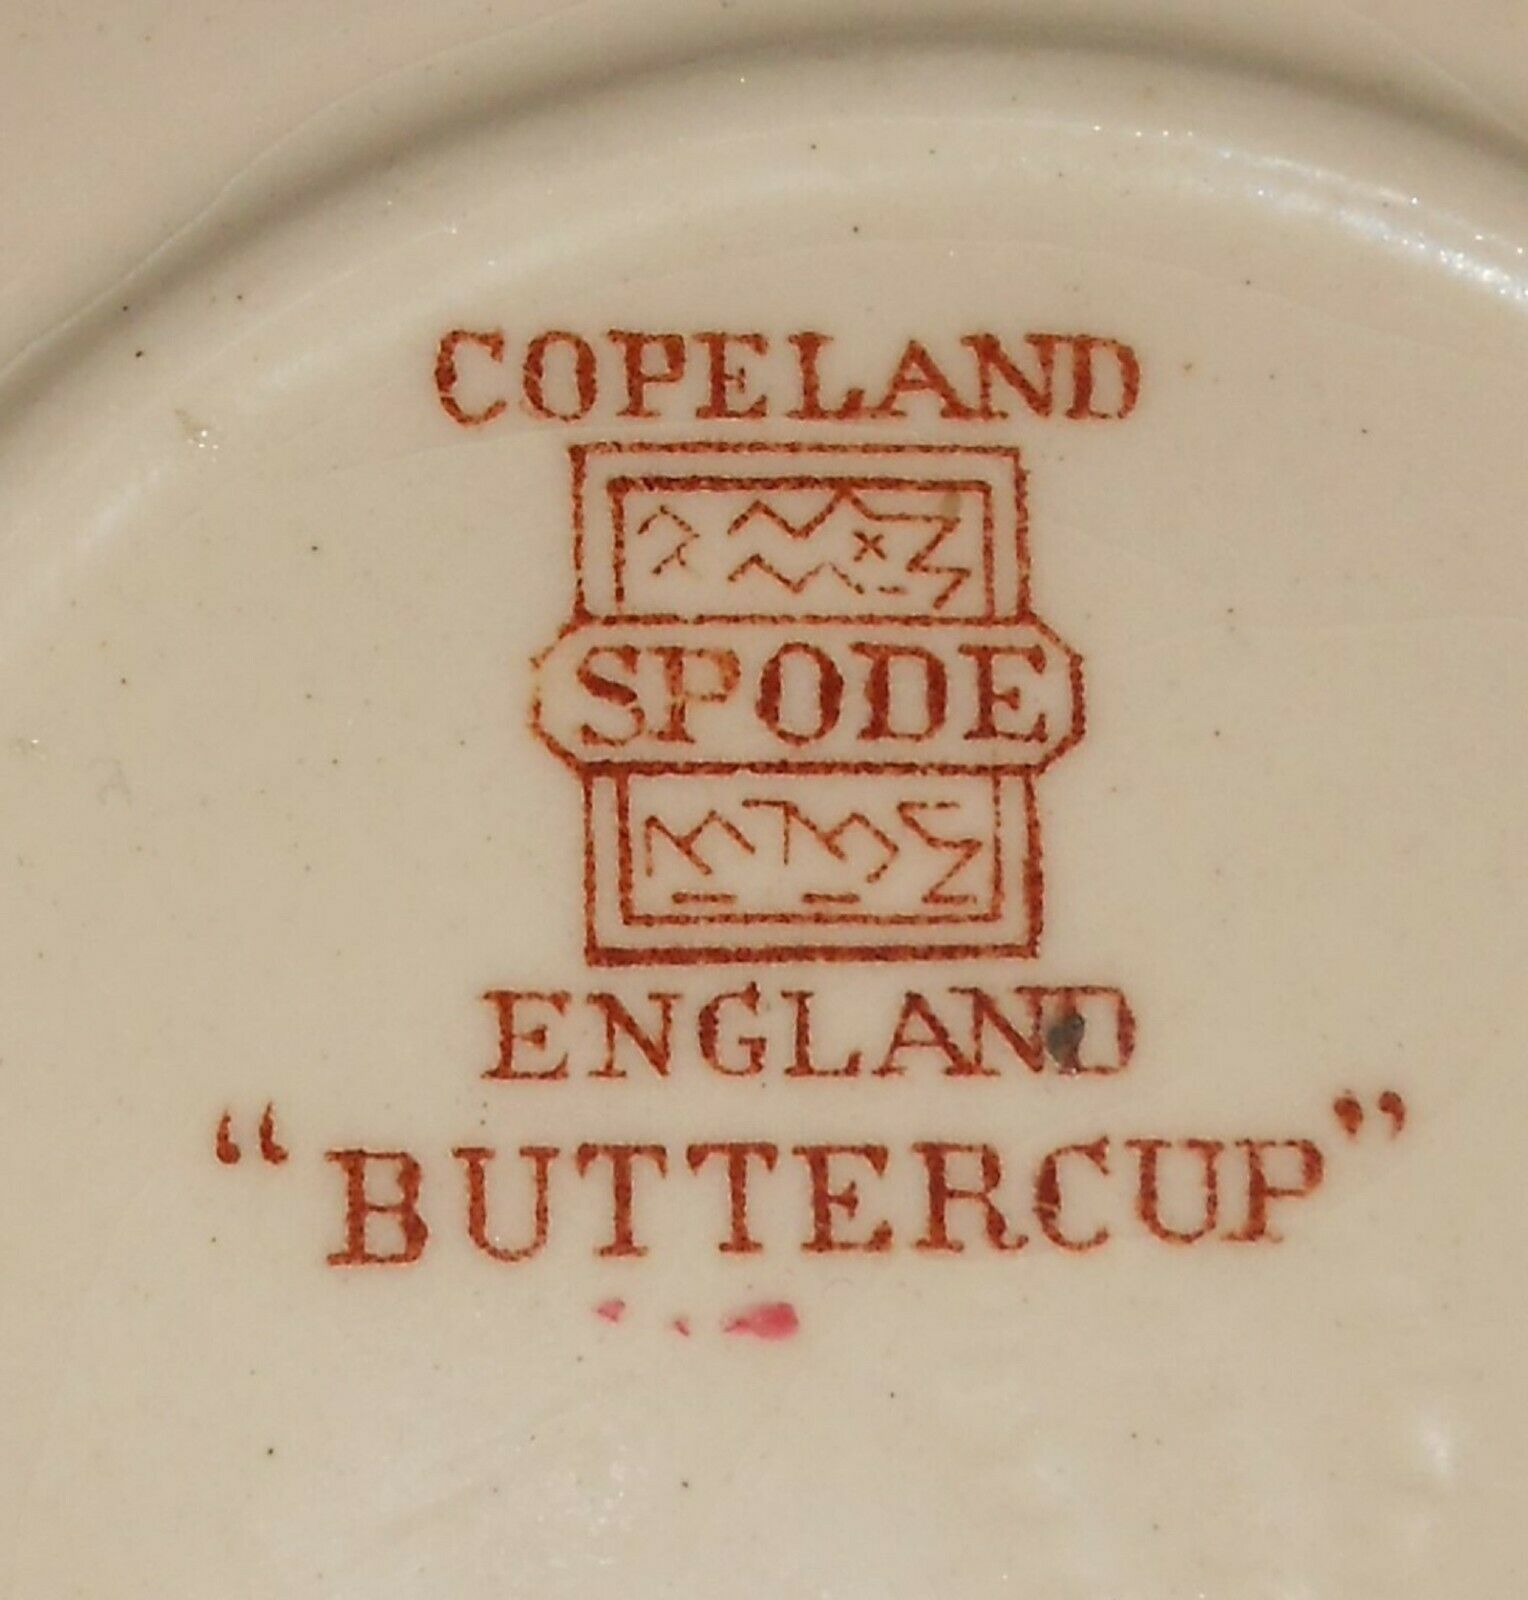 COPELAND
SPODE
ENGLAND
“BUTTERCUP”